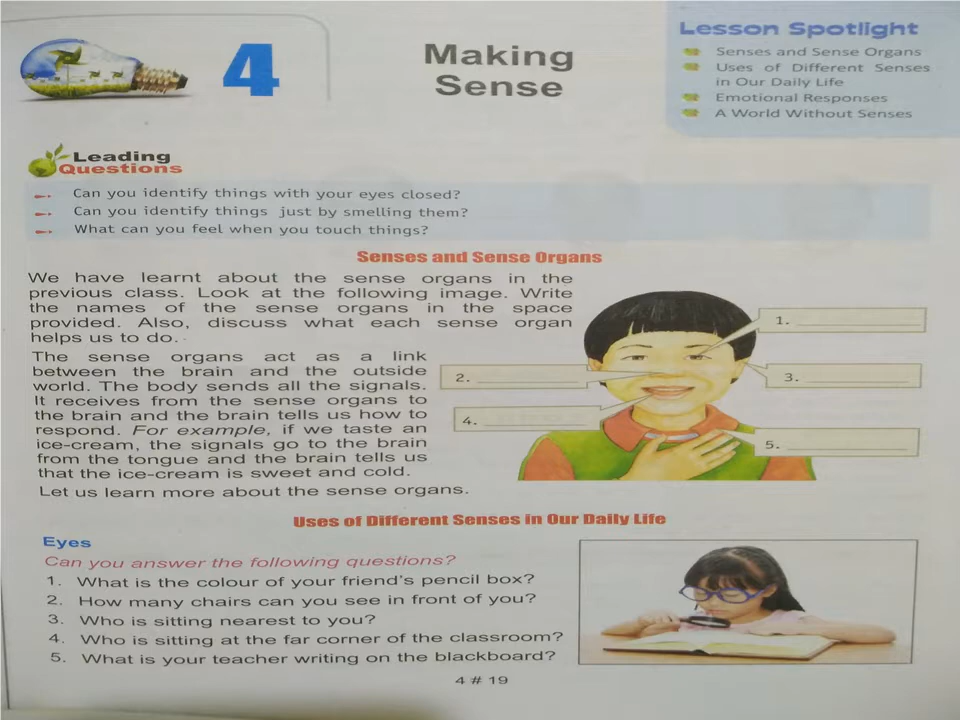 4
Making
Sense
Lesson Spotlight
Senses and Sense Organs
Uses of Different Senses
in Our Daily Life
Emotional Responses
A World Without Senses
Leading
Questions
Can you identify things with your eyes closed?
Can you identify things just by smelling them?
What can you feel when you touch things?
Senses and Sense Organs
We have learnt about the sense organs in the
previous class. Look at the following image. Write
the names of the sense organs in the space
provided. Also, discuss what each sense organ
helps us to do.
The sense organs act as a link
between the brain and the outside
world. The body sends all the signals.
It receives from the sense organs to
the brain and the brain tells us how to
respond. For example, if we taste an
ice-cream, the signals go to the brain
from the tongue and the brain tells us
that the ice-cream is sweet and cold.
Let us learn more about the sense organs.
1. ______________
2. ______________
3. ______________
4. ______________
5. ______________
Uses of Different Senses in Our Daily Life
Eyes
Can you answer the following questions?
1. What is the colour of your friend's pencil box?
2. How many chairs can you see in front of you?
3. Who is sitting nearest to you?
4. Who is sitting at the far corner of the classroom?
5. What is your teacher writing on the blackboard?
4 # 19